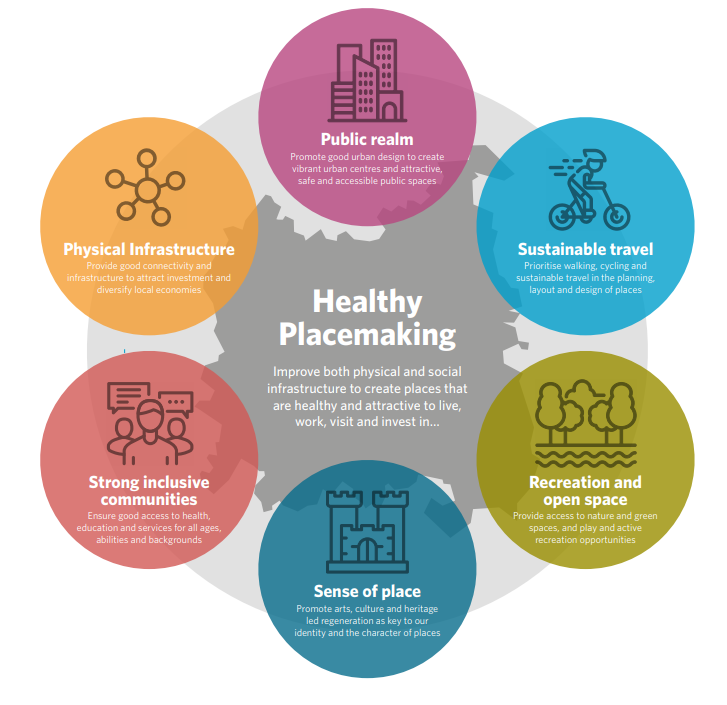 Public realm
Promote good urban design to create
vibrant urban centres and attractive,
safe and accessible public spaces
Physical Infrastructure
Provide good connectivity and
infrastructure to attract investment and
diversify local economies
Sustainable travel
Prioritise walking, cycling and
sustainable travel in the planning,
layout and design of places
Healthy
Placemaking
Improve both physical and social
infrastructure to create places that
are healthy and attractive to live,
work, visit and invest in...
Strong inclusive
communities
Ensure good access to health,
education and services for all ages,
abilities and backgrounds
Recreation and
open space
Provide access to nature and green
spaces, and play and active
recreation opportunities
Sense of place
Promote arts, culture and heritage
led regeneration as key to our
identity and the character of places